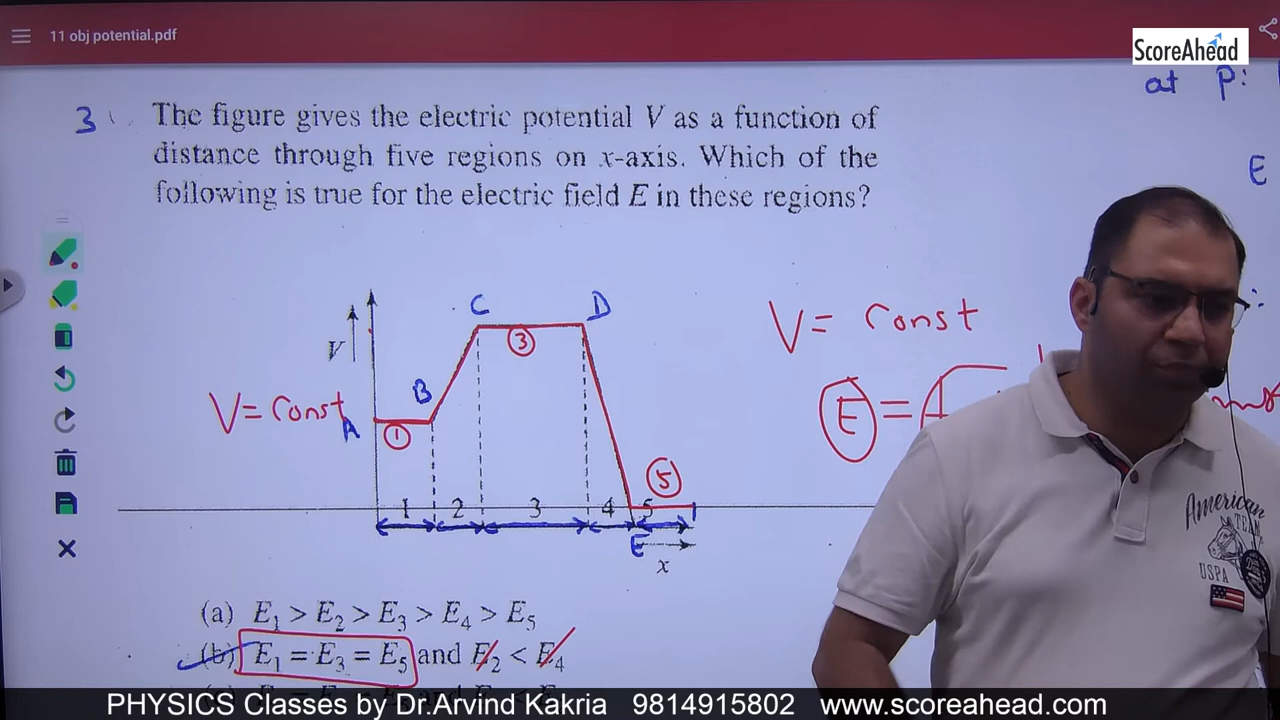 11 obj potential.pdf
ScoreAhead
at P:
E
3
The figure gives the electric potential V as a function of
distance through five regions on x-axis. Which of the
following is true for the electric field E in these regions?
C
D
V
③
V = const
B
V= const
A
①
E =
⑤
1 2 3 4 5
E
x
American
TEAM
USPA
(a) E₁ > E₂ > E₃ > E₄ > E₅
(b) E₁ = E₃ = E₅ and E₂ < E₄
PHYSICS Classes by Dr.Arvind Kakria 9814915802 www.scoreahead.com